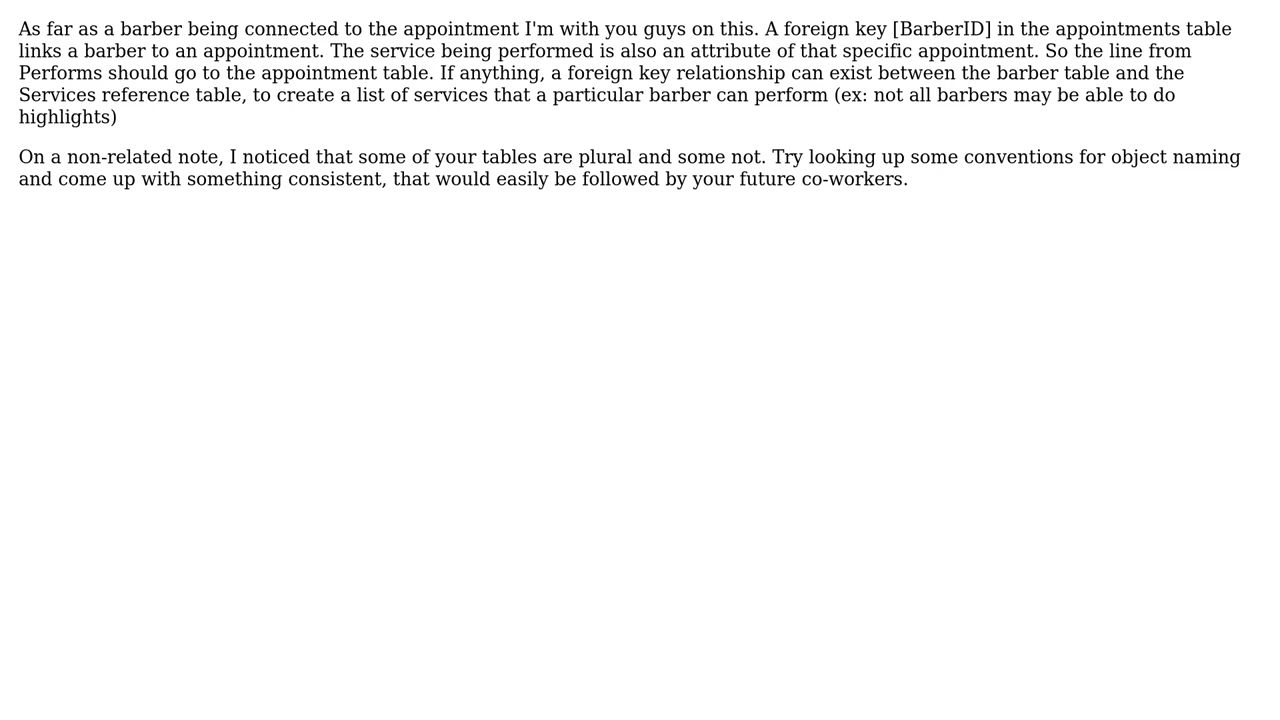 As far as a barber being connected to the appointment I'm with you guys on this. A foreign key [BarberID] in the appointments table
links a barber to an appointment. The service being performed is also an attribute of that specific appointment. So the line from
Performs should go to the appointment table. If anything, a foreign key relationship can exist between the barber table and the
Services reference table, to create a list of services that a particular barber can perform (ex: not all barbers may be able to do
highlights)
On a non-related note, I noticed that some of your tables are plural and some not. Try looking up some conventions for object naming
and come up with something consistent, that would easily be followed by your future co-workers.